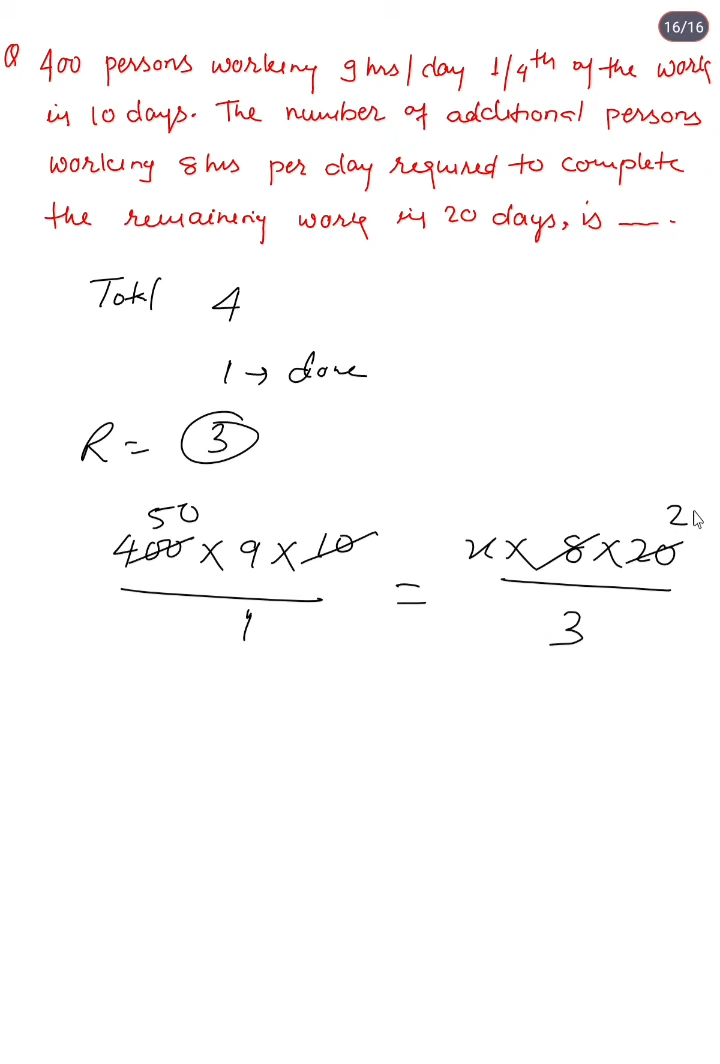 16/16
Q 400 persons working 9 hrs/day 1/4th of the work
in 10 days. The number of additional persons
working 8 hrs per day required to complete
the remaining work in 20 days, is —.
Total 4
1 → done
R = 3
50 2
400 x 9 x 10 = x x 8 x 20
1 3